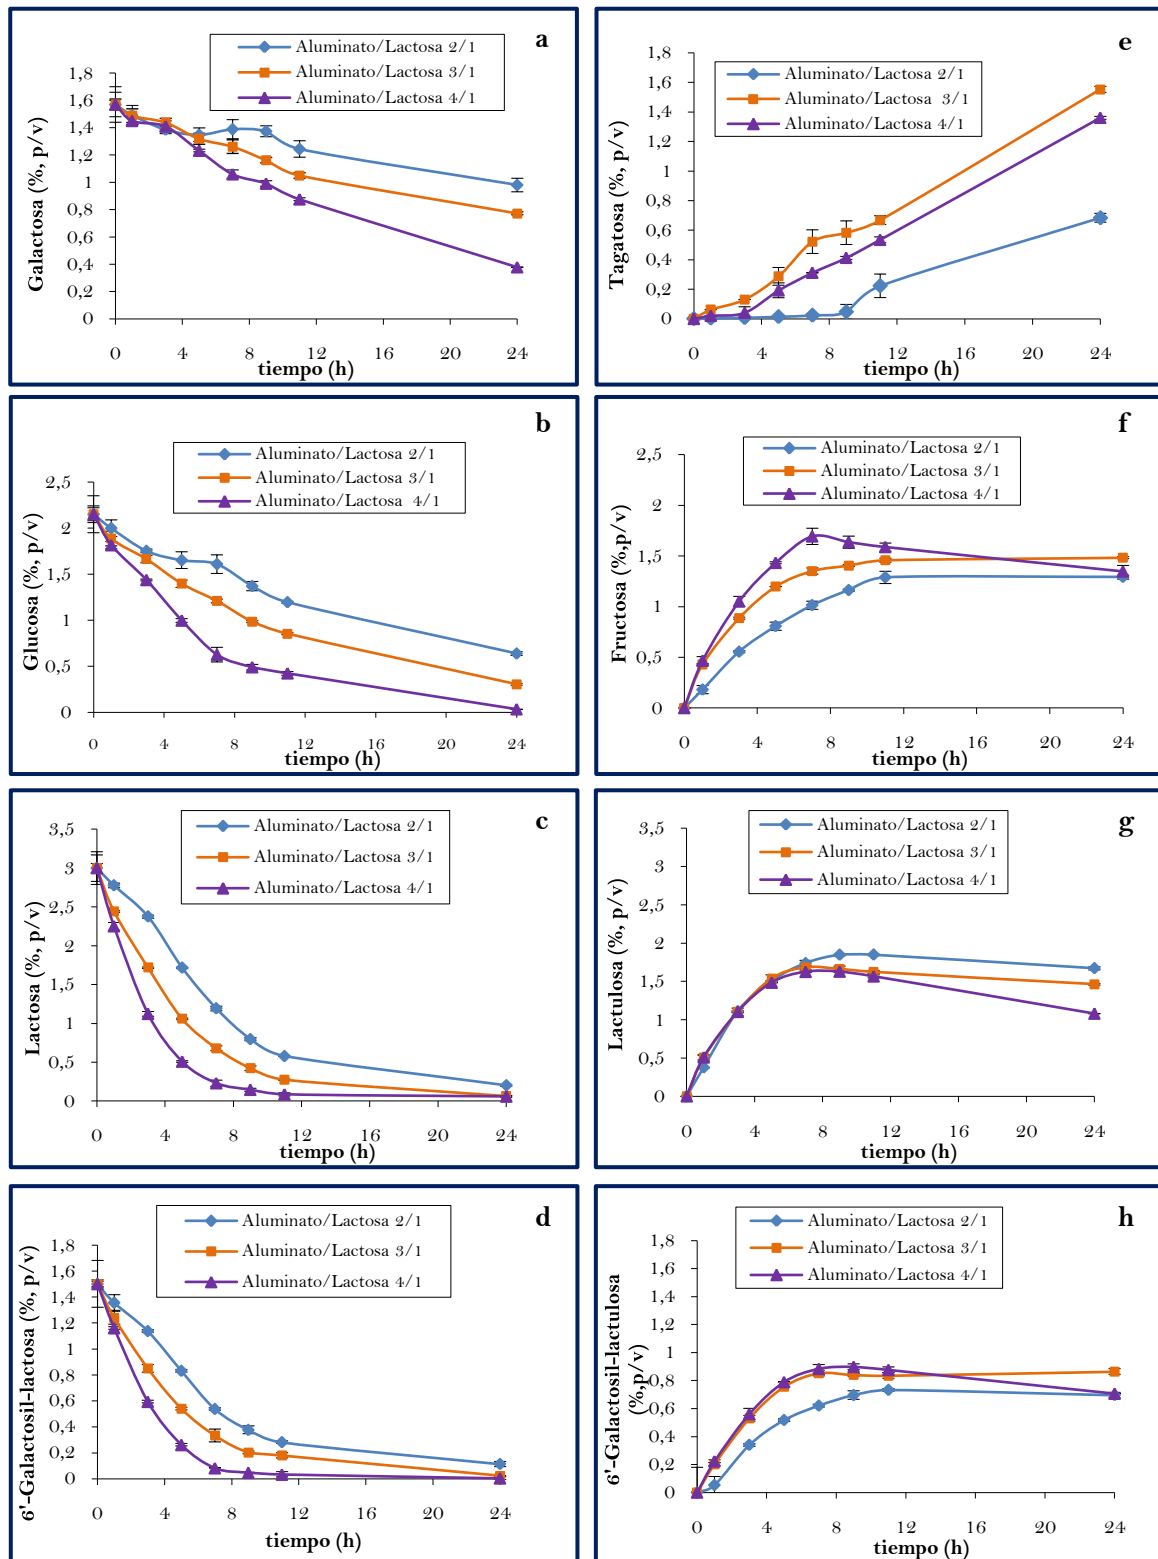 a
Aluminato/Lactosa 2/1
Aluminato/Lactosa 3/1
Aluminato/Lactosa 4/1
Galactosa (%, p/v)
1,8
1,6
1,4
1,2
1
0,8
0,6
0,4
0,2
0
0 4 8 12 16 20 24
tiempo (h)
e
Aluminato/Lactosa 2/1
Aluminato/Lactosa 3/1
Aluminato/Lactosa 4/1
Tagatosa (%, p/v)
1,8
1,6
1,4
1,2
1
0,8
0,6
0,4
0,2
0
0 4 8 12 16 20 24
tiempo (h)
b
Aluminato/Lactosa 2/1
Aluminato/Lactosa 3/1
Aluminato/Lactosa 4/1
Glucosa (%, p/v)
2,5
2
1,5
1
0,5
0
0 4 8 12 16 20 24
tiempo (h)
f
Aluminato/Lactosa 2/1
Aluminato/Lactosa 3/1
Aluminato/Lactosa 4/1
Fructosa (%,p/v)
2,5
2
1,5
1
0,5
0
0 4 8 12 16 20 24
tiempo (h)
c
Aluminato/Lactosa 2/1
Aluminato/Lactosa 3/1
Aluminato/Lactosa 4/1
Lactosa (%, p/v)
3,5
3
2,5
2
1,5
1
0,5
0
0 4 8 12 16 20 24
tiempo (h)
g
Aluminato/Lactosa 2/1
Aluminato/Lactosa 3/1
Aluminato/Lactosa 4/1
Lactulosa (%, p/v)
3,5
3
2,5
2
1,5
1
0,5
0
0 4 8 12 16 20 24
tiempo (h)
d
Aluminato/Lactosa 2/1
Aluminato/Lactosa 3/1
Aluminato/Lactosa 4/1
6'-Galactosil-lactosa (%, p/v)
1,8
1,6
1,4
1,2
1
0,8
0,6
0,4
0,2
0
0 4 8 12 16 20 24
tiempo (h)
h
Aluminato/Lactosa 2/1
Aluminato/Lactosa 3/1
Aluminato/Lactosa 4/1
6'-Galactosil-lactulosa
(%,p/v)
1,8
1,6
1,4
1,2
1
0,8
0,6
0,4
0,2
0
0 4 8 12 16 20 24
tiempo (h)